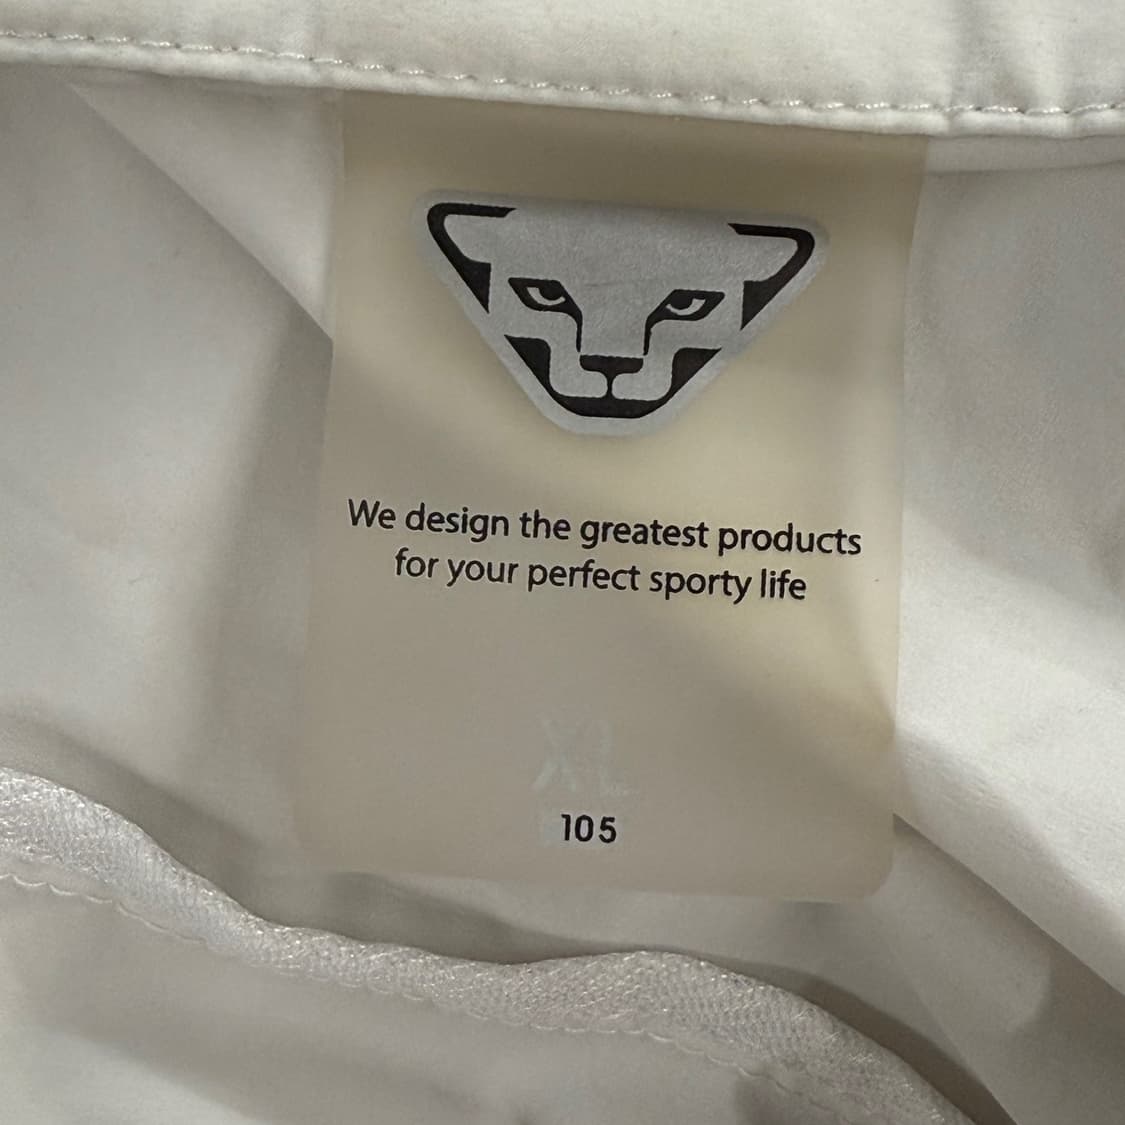 We design the greatest products
for your perfect sporty life
XL
105